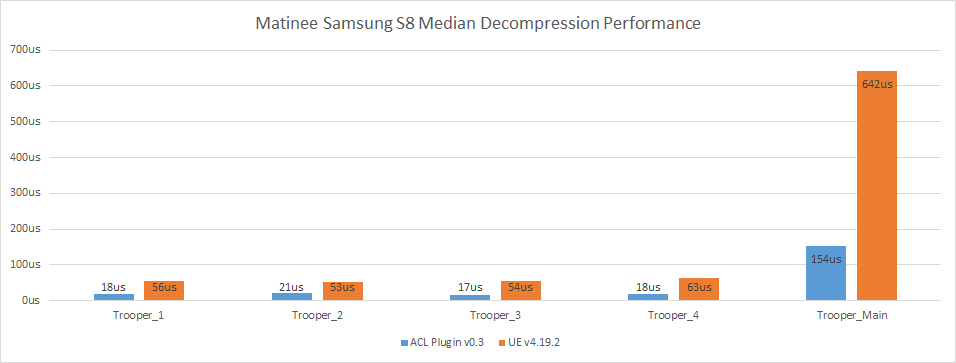 Matinee Samsung S8 Median Decompression Performance
700us
600us
500us
400us
300us
200us
100us
0us
18us 56us 21us 53us 17us 54us 18us 63us 154us 642us
Trooper_1 Trooper_2 Trooper_3 Trooper_4 Trooper_Main
ACL Plugin v0.3 UE v4.19.2